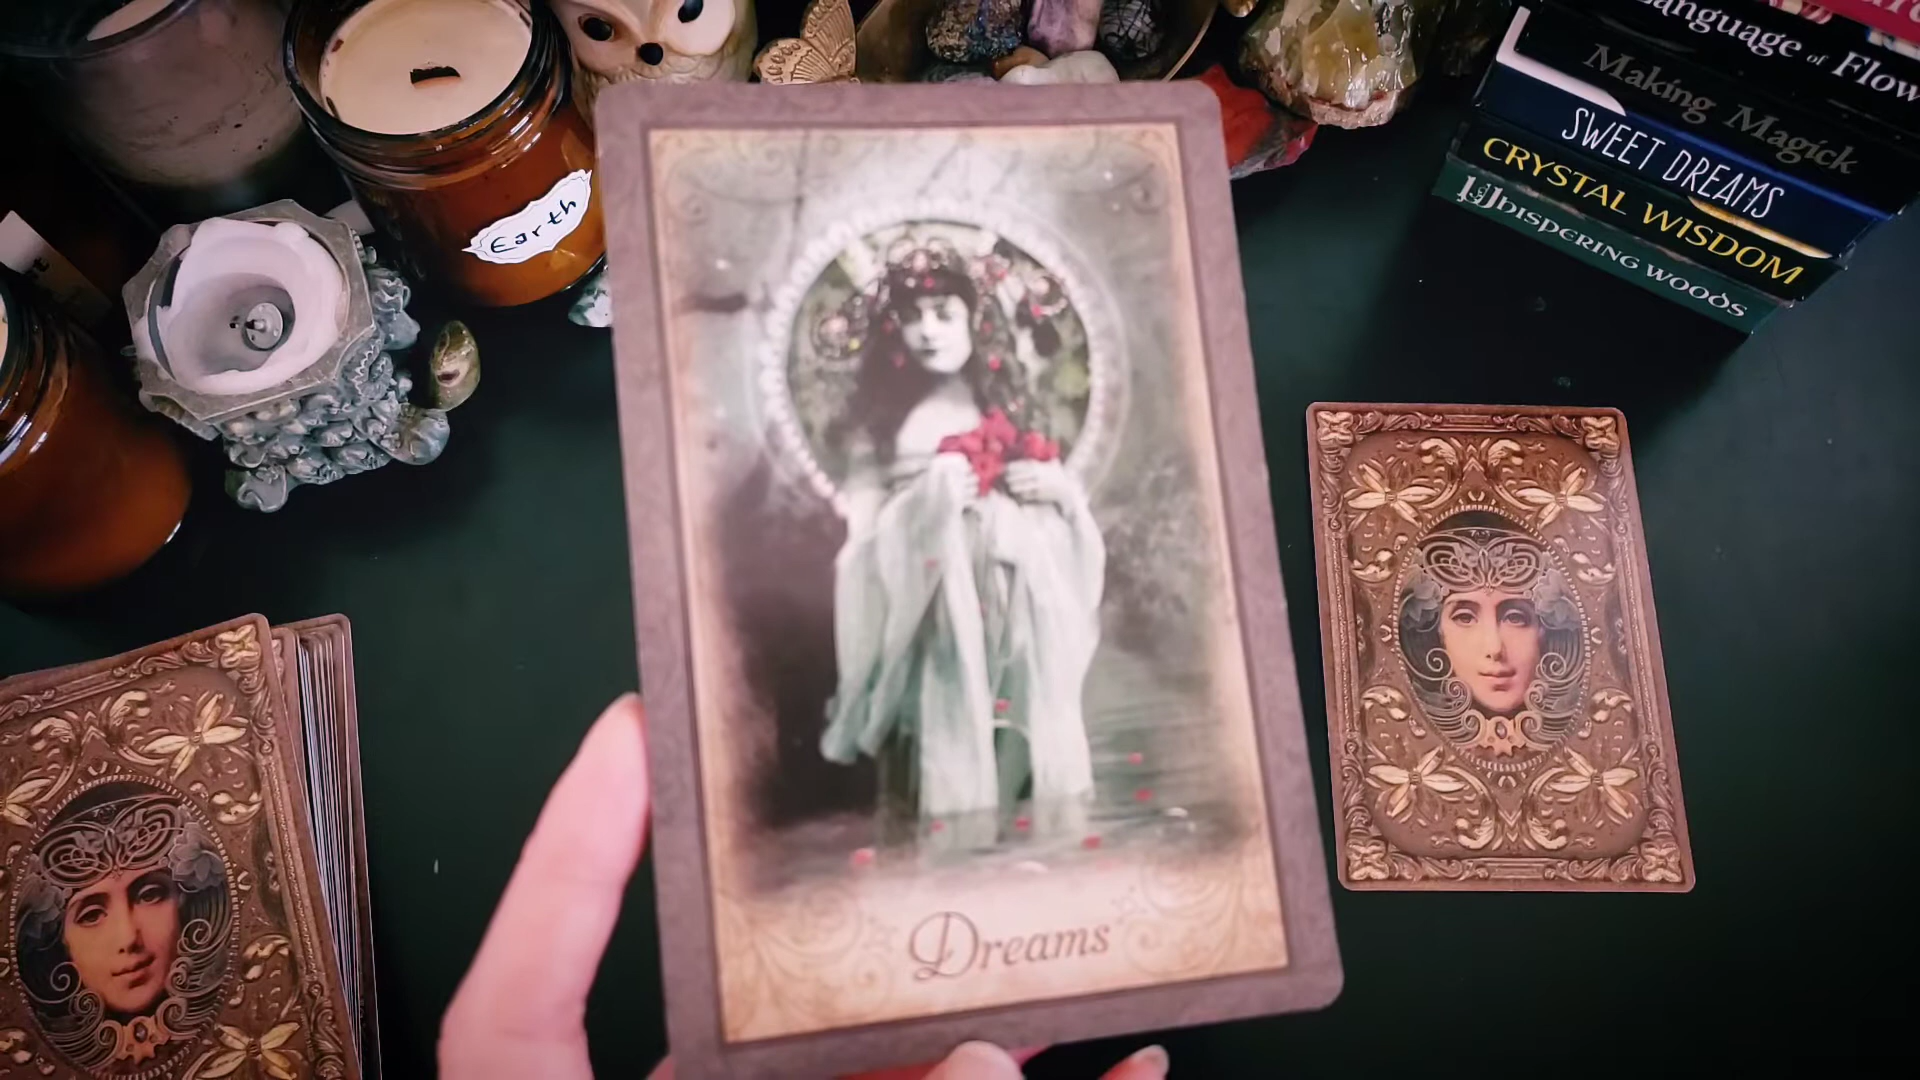 Language of Flow
Making Magick
SWEET DREAMS
CRYSTAL WISDOM
Whispering Woods
Earth
Dreams